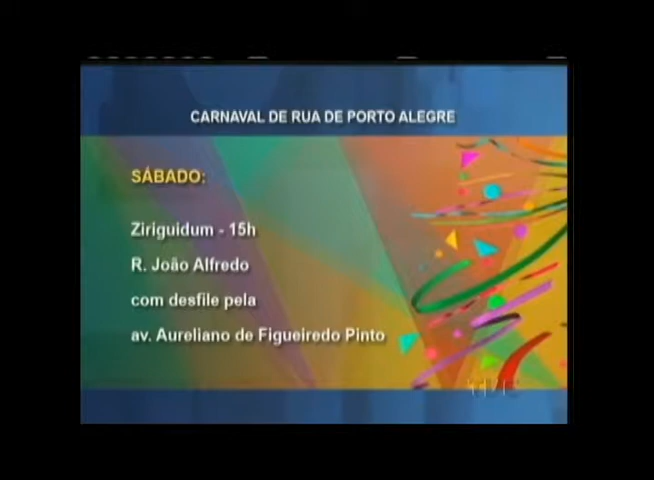 CARNAVAL DE RUA DE PORTO ALEGRE
SÁBADO:
Ziriguidum - 15h
R. João Alfredo
com desfile pela
av. Aureliano de Figueiredo Pinto